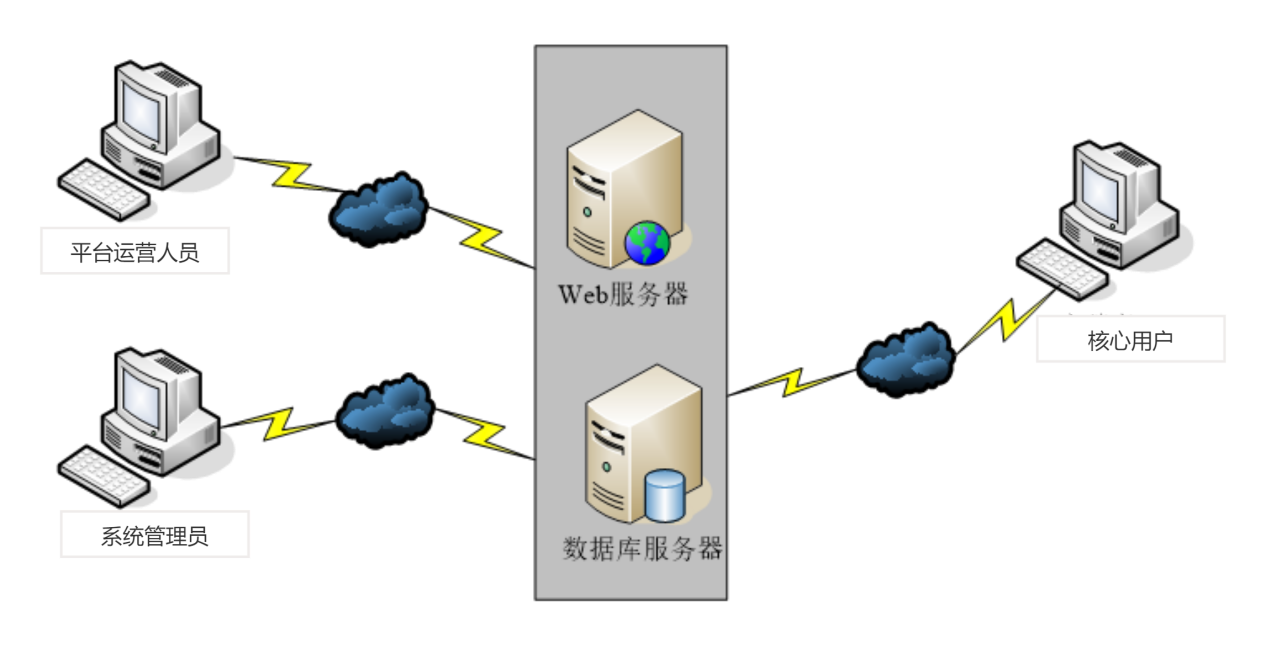 平台运营人员
Web服务器
核心用户
系统管理员
数据库服务器